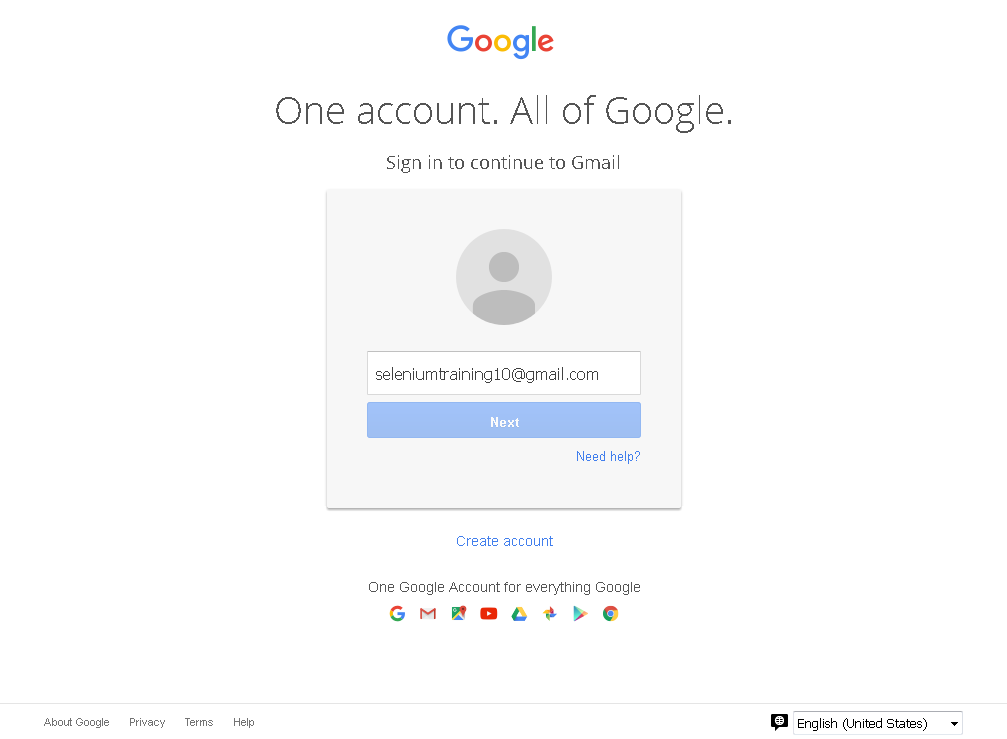 Google
One account. All of Google.
Sign in to continue to Gmail
seleniumtraining10@gmail.com
Next
Need help?
Create account
One Google Account for everything Google
About Google Privacy Terms Help English (United States)